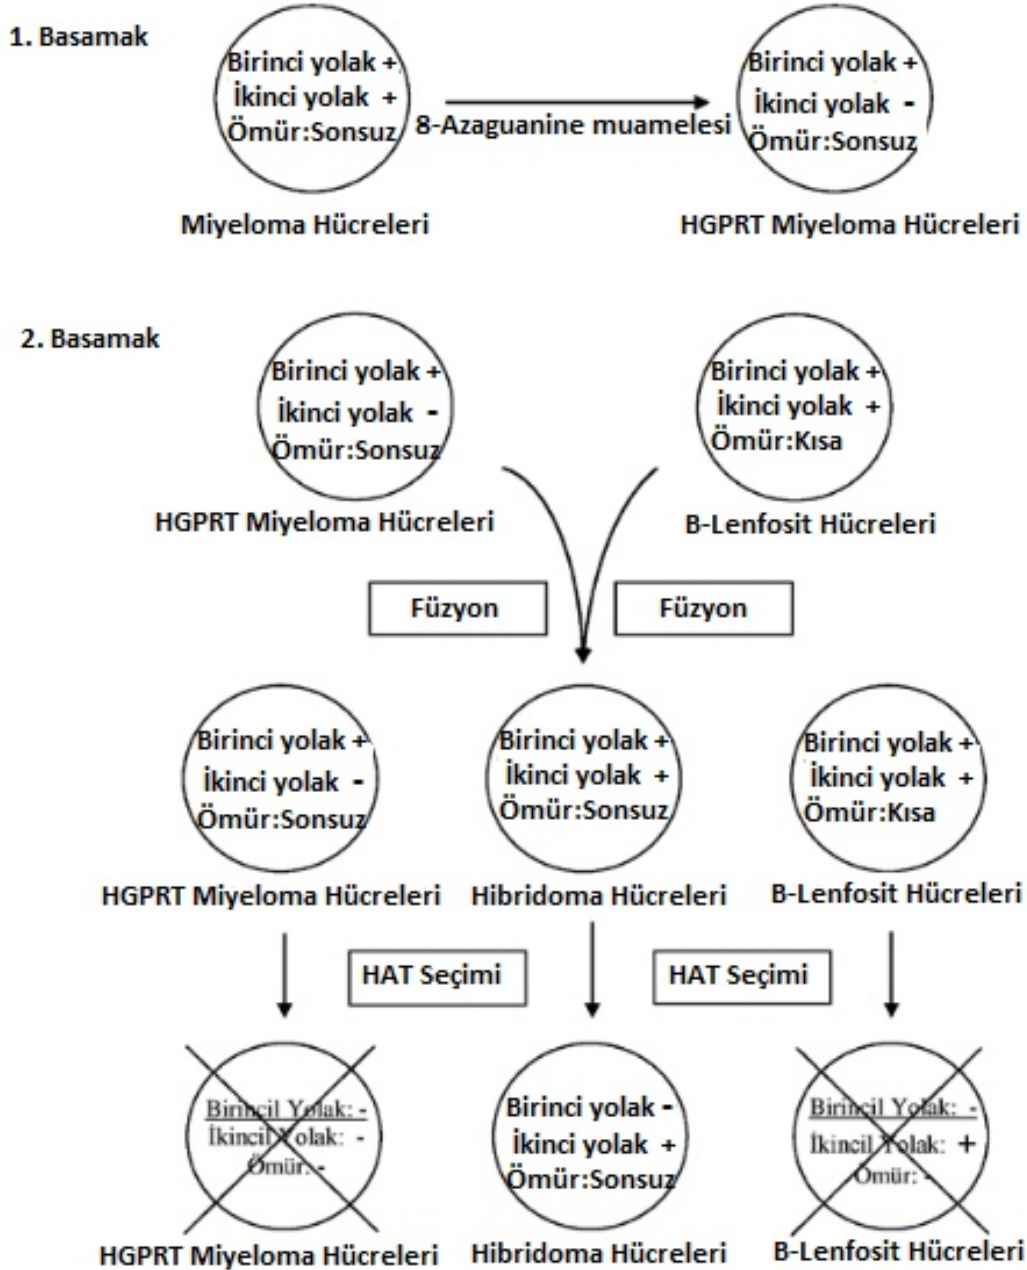 1. Basamak
Birinci yolak +
İkinci yolak +
Ömür:Sonsuz
8-Azaguanine muamelesi
Birinci yolak +
İkinci yolak -
Ömür:Sonsuz
Miyeloma Hücreleri
HGPRT Miyeloma Hücreleri
2. Basamak
Birinci yolak +
İkinci yolak -
Ömür:Sonsuz
HGPRT Miyeloma Hücreleri
Birinci yolak +
İkinci yolak +
Ömür:Kısa
B-Lenfosit Hücreleri
Füzyon
Füzyon
Birinci yolak +
İkinci yolak -
Ömür:Sonsuz
HGPRT Miyeloma Hücreleri
Birinci yolak +
İkinci yolak +
Ömür:Sonsuz
Hibridoma Hücreleri
Birinci yolak +
İkinci yolak +
Ömür:Kısa
B-Lenfosit Hücreleri
HAT Seçimi
HAT Seçimi
Birincil Yolak: -
İkincil Yolak: -
Ömür: -
HGPRT Miyeloma Hücreleri
Birinci yolak -
İkinci yolak +
Ömür:Sonsuz
Hibridoma Hücreleri
Birincil Yolak: -
İkincil Yolak: +
Ömür: -
B-Lenfosit Hücreleri